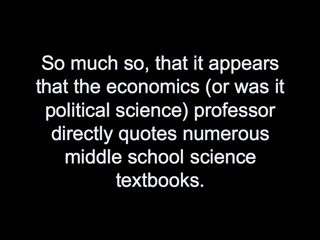 So much so, that it appears
that the economics (or was it
political science) professor
directly quotes numerous
middle school science
textbooks.